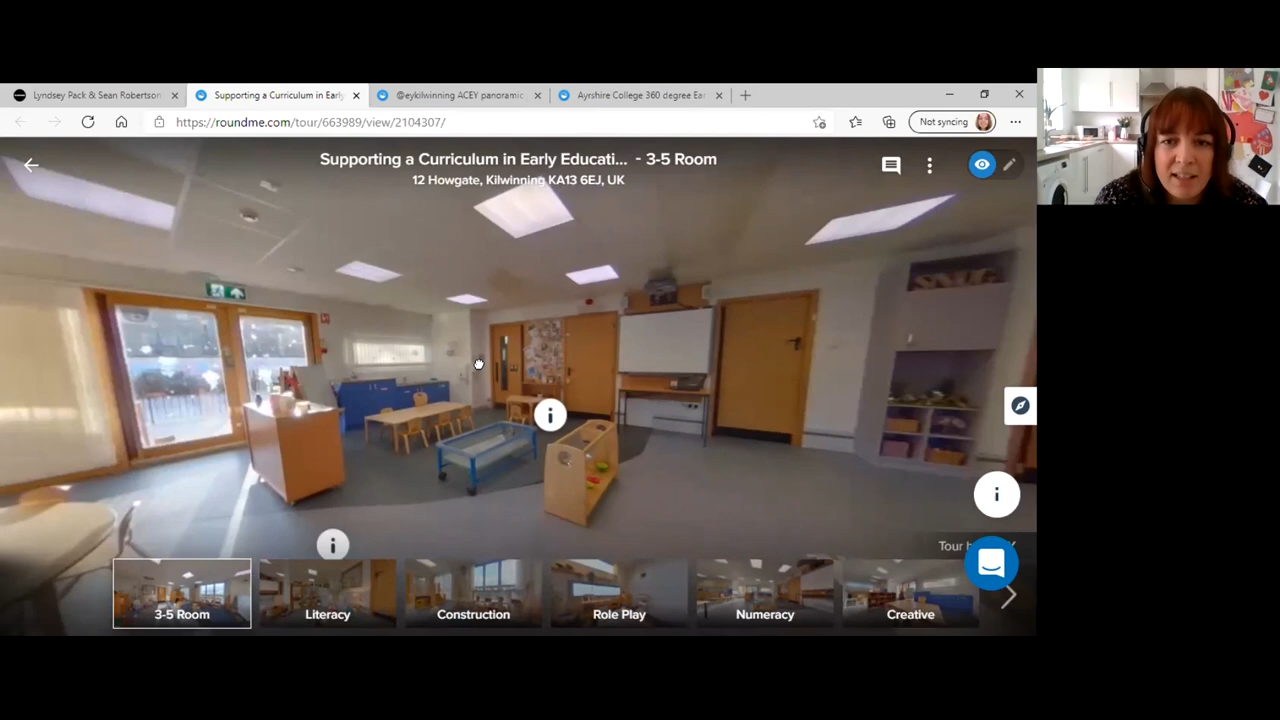 Lyndsey Pack & Sean Robertson
Supporting a Curriculum in Early
@eykilwinning ACEY panoramic
Ayrshire College 360 degree Ear
https://roundme.com/tour/663989/view/2104307/
Not syncing
Supporting a Curriculum in Early Educati... - 3-5 Room
12 Howgate, Kilwinning KA13 6EJ, UK
Tour
3-5 Room
Literacy
Construction
Role Play
Numeracy
Creative